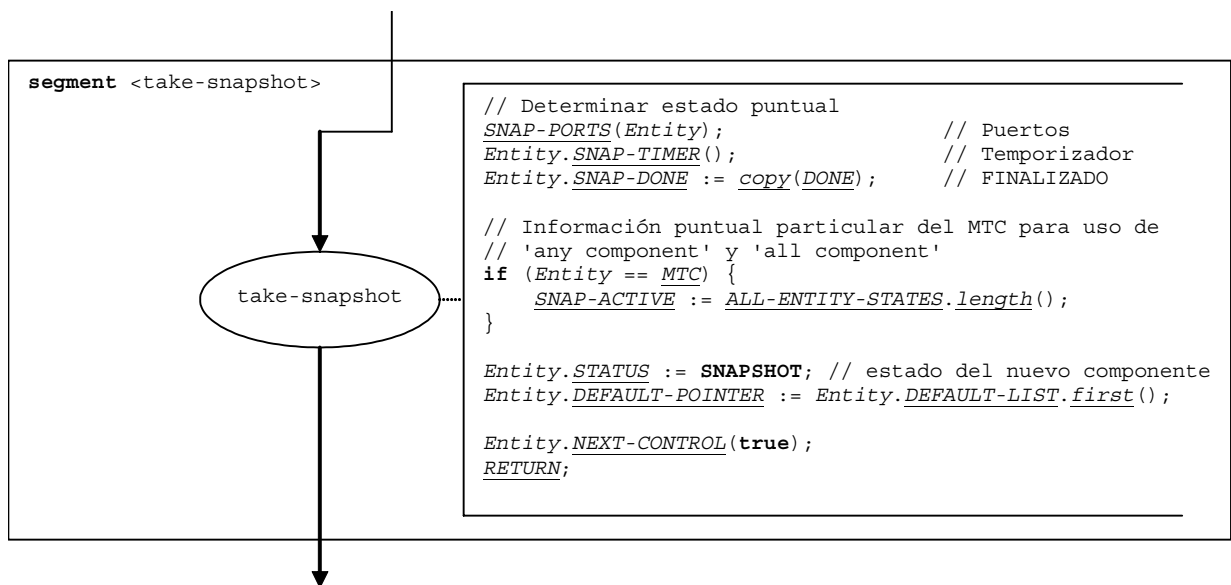 segment <take-snapshot>
// Determinar estado puntual
SNAP-PORTS(Entity); // Puertos
Entity.SNAP-TIMER(); // Temporizador
Entity.SNAP-DONE := copy(DONE); // FINALIZADO
// Información puntual particular del MTC para uso de
// 'any component' y 'all component'
if (Entity == MTC) {
SNAP-ACTIVE := ALL-ENTITY-STATES.length();
}
take-snapshot
Entity.STATUS := SNAPSHOT; // estado del nuevo componente
Entity.DEFAULT-POINTER := Entity.DEFAULT-LIST.first();
Entity.NEXT-CONTROL(true);
RETURN;